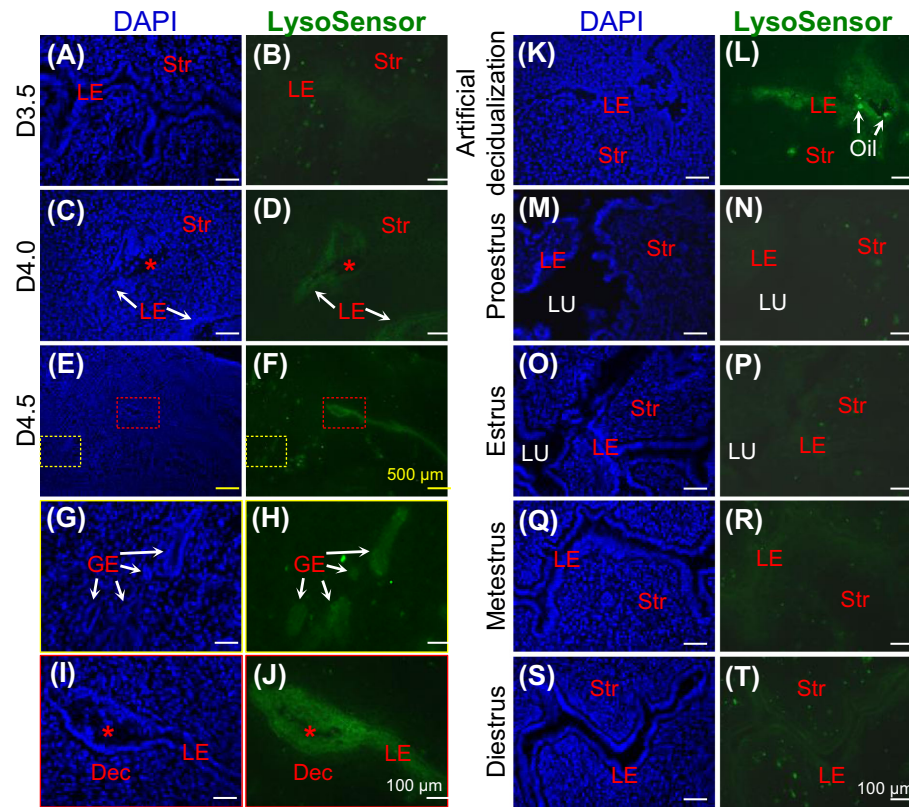 DAPI LysoSensor
D3.5
(A) Str LE
(B) Str LE
D4.0
(C) Str * LE
(D) Str * LE
D4.5
(E)
(F) 500 µm
(G) GE
(H) GE
(I) * LE Dec
(J) * LE Dec 100 µm
DAPI LysoSensor
Artificial
decidualization
(K) LE Str
(L) LE Str Oil
Proestrus
(M) LE Str LU
(N) LE Str LU
Estrus
(O) Str LE LU
(P) Str LE LU
Metestrus
(Q) LE Str
(R) LE Str
Diestrus
(S) Str LE
(T) Str LE 100 µm